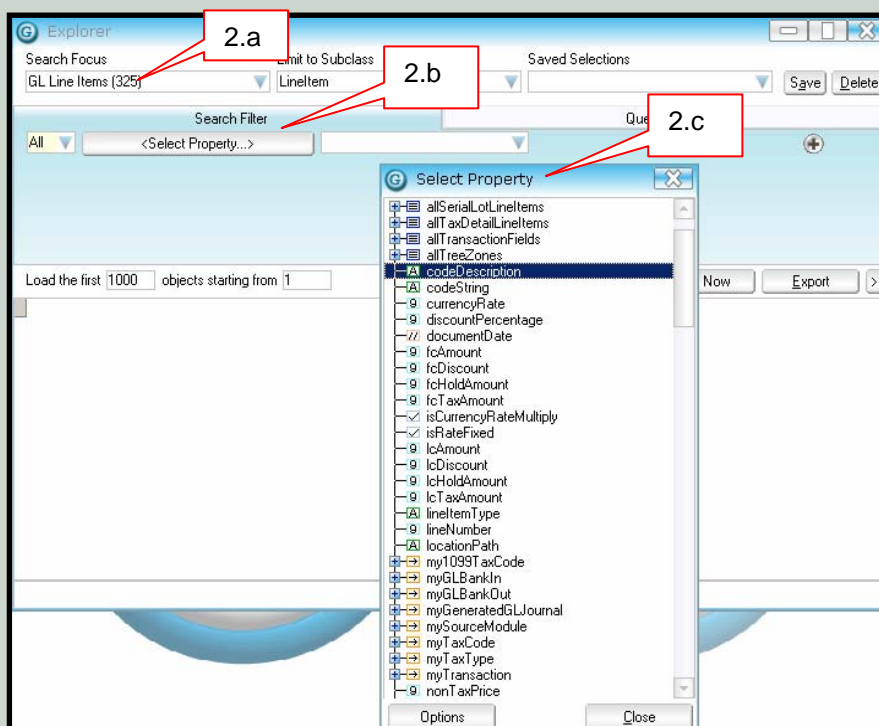 Explorer
2.a
Search Focus
Limit to Subclass
Saved Selections
GL Line Items (325)
LineItem
2.b
Save
Delete
Search Filter
Que
2.c
All
<Select Property...>
Select Property
allSerialLotLineItems
allTaxDetailLineItems
allTransactionFields
allTreeZones
codeDescription
codeString
currencyRate
discountPercentage
documentDate
fcAmount
fcDiscount
fcHoldAmount
fcTaxAmount
isCurrencyRateMultiply
isRateFixed
lcAmount
lcDiscount
lcHoldAmount
lcTaxAmount
lineItemType
lineNumber
locationPath
my1099TaxCode
myGLBankIn
myGLBankOut
myGeneratedGLJournal
mySourceModule
myTaxCode
myTaxType
myTransaction
nonTaxPrice
Options
Close
Load the first 1000 objects starting from 1
Now
Export
>